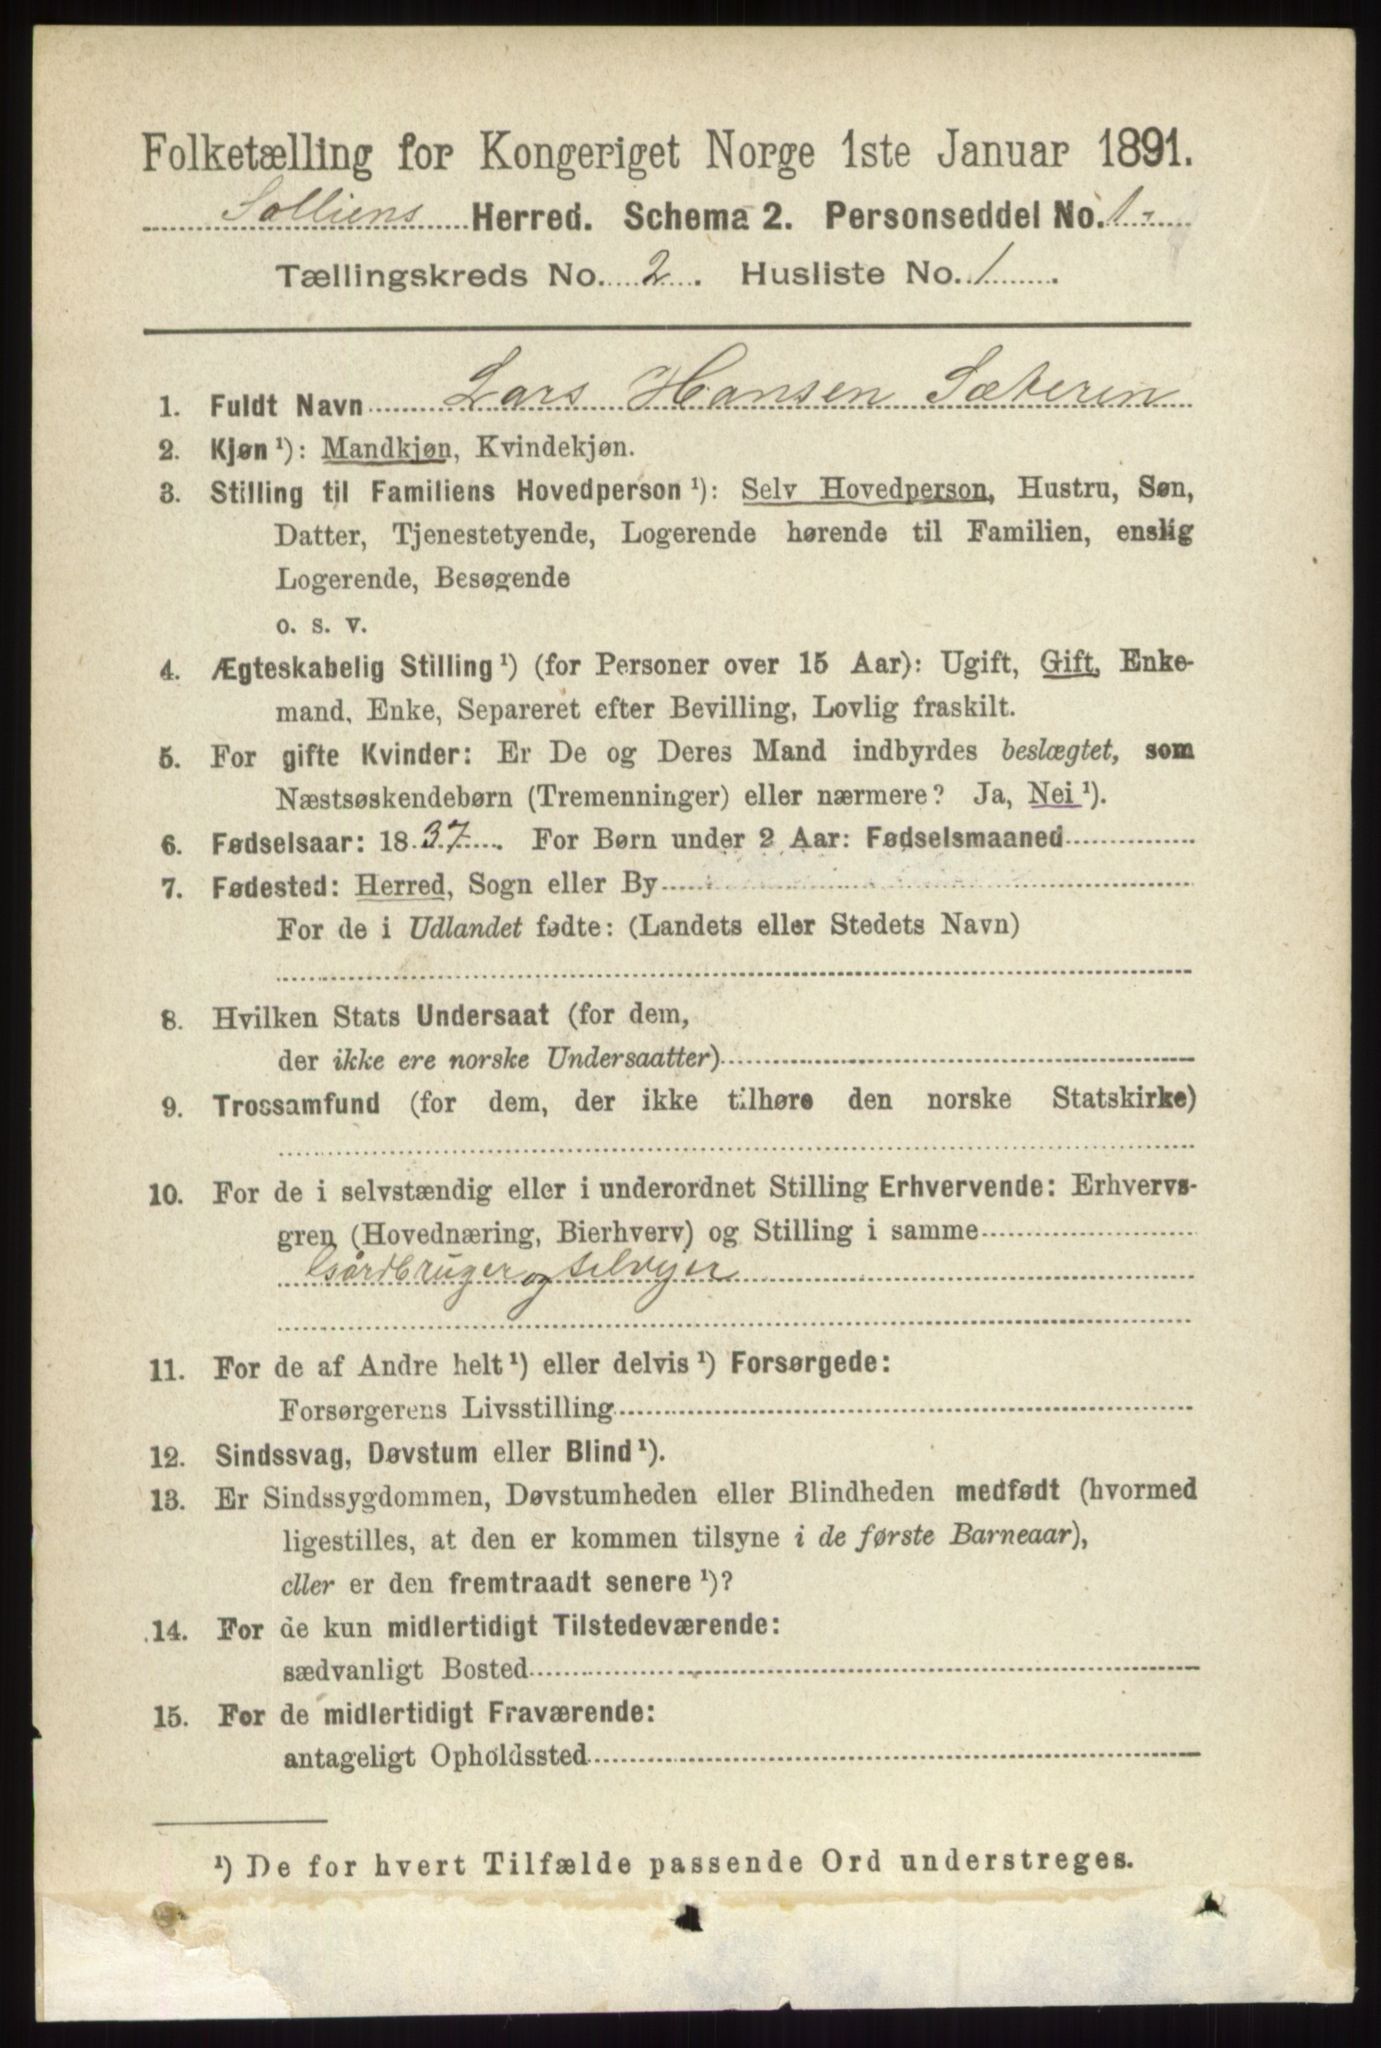 Folketælling for Kongeriget Norge 1ste Januar 1891.
Solliens Herred. Schema 2. Personseddel No. 1.
Tællingskreds No. 2. Husliste No. 1.
1. Fuldt Navn Lars Hansen Sæterin
2. Kjøn ¹): Mandkjøn, Kvindekjøn.
3. Stilling til Familiens Hovedperson ¹): Selv Hovedperson, Hustru, Søn,
Datter, Tjenestetyende, Logerende hørende til Familien, enslig
Logerende, Besøgende
o. s. v.
4. Ægteskabelig Stilling ¹) (for Personer over 15 Aar): Ugift, Gift, Enke-
mand, Enke, Separeret efter Bevilling, Lovlig fraskilt.
5. For gifte Kvinder: Er De og Deres Mand indbyrdes beslægtet, som
Næstsøskendebørn (Tremenninger) eller nærmere? Ja, Nei ¹).
6. Fødselsaar: 1837. For Børn under 2 Aar: Fødselsmaaned
7. Fødested: Herred, Sogn eller By
For de i Udlandet fødte: (Landets eller Stedets Navn)
8. Hvilken Stats Undersaat (for dem,
der ikke ere norske Undersaatter)
9. Trossamfund (for dem, der ikke tilhøre den norske Statskirke)
10. For de i selvstændig eller i underordnet Stilling Erhvervende: Erhvervs-
gren (Hovednæring, Bierhverv) og Stilling i samme
Gårdbruger og selvejer
11. For de af Andre helt ¹) eller delvis ¹) Forsørgede:
Forsørgerens Livsstilling
12. Sindssvag, Døvstum eller Blind ¹).
13. Er Sindssygdommen, Døvstumheden eller Blindheden medfødt (hvormed
ligestilles, at den er kommen tilsyne i de første Barneaar),
eller er den fremtraadt senere ¹)?
14. For de kun midlertidigt Tilstedeværende:
sædvanligt Bosted
15. For de midlertidigt Fraværende:
antageligt Opholdssted
¹) De for hvert Tilfælde passende Ord understreges.